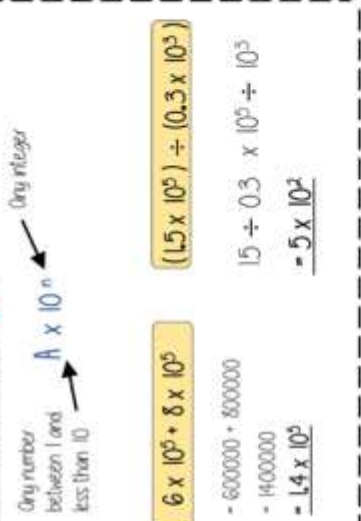 Any number
between 1 and
less than 10
A x 10ⁿ
Any integer
6 x 10⁵ + 8 x 10⁵
= 600000 + 800000
= 1400000
= 1.4 x 10⁵
(1.5 x 10⁵) ÷ (0.3 x 10³)
1.5 ÷ 0.3 x 10⁵ ÷ 10³
= 5 x 10²